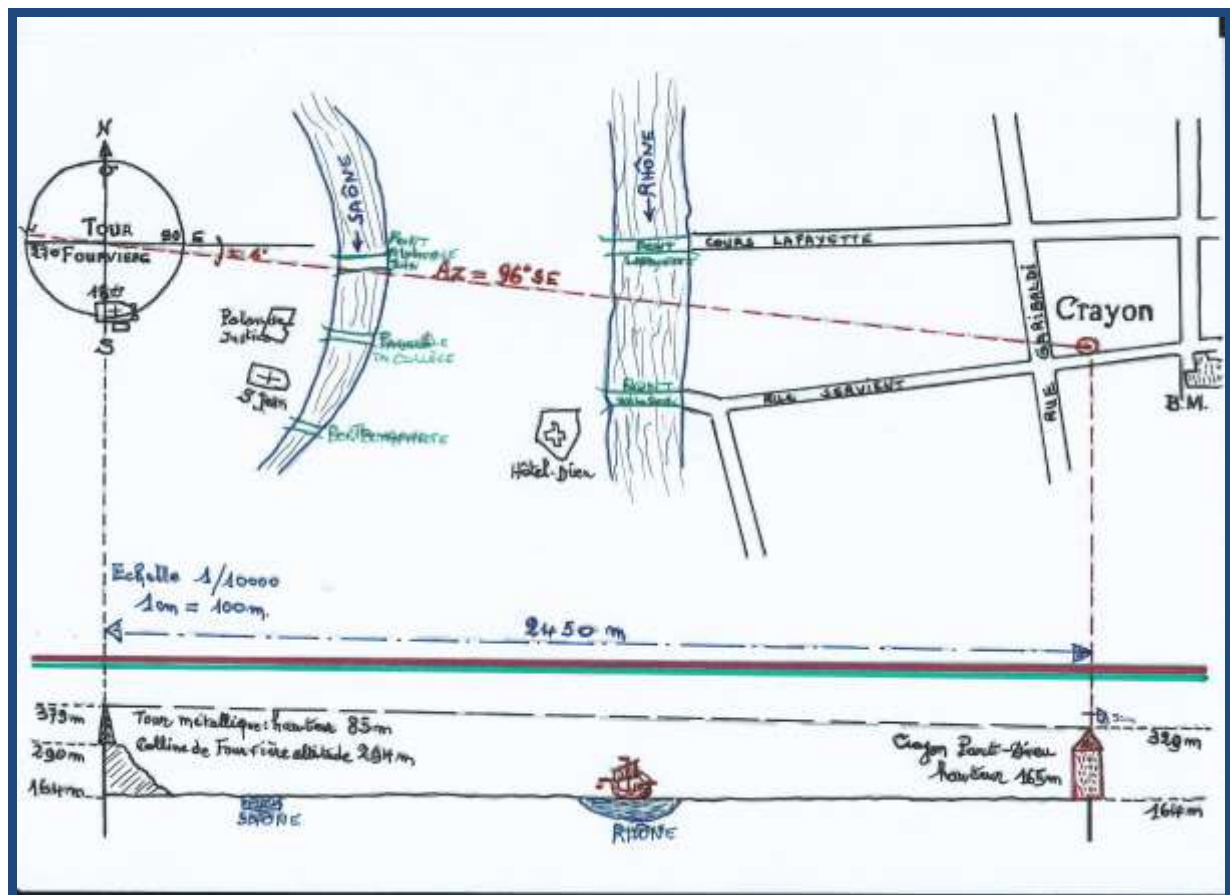 N
0
TOUR
90 E
270
FOURVIÈRE
180
S
SAÔNE
PONT
Az = 96° SE
Palais de
Justice
St Jean
DU COLLÈGE
PONT BONAPARTE
RHÔNE
PONT
LAFAYETTE
COURS LAFAYETTE
Hôtel-Dieu
PONT
RUE SERVIENT
RUE GARIBALDI
Crayon
B.M.
Echelle 1/10000
1cm = 100m.
2450 m
379m
Tour métallique: hauteur 85m
290m
Colline de Fourvière altitude 294m
164m
SAÔNE
RHÔNE
329m
Crayon Part-Dieu
hauteur 165m
164m